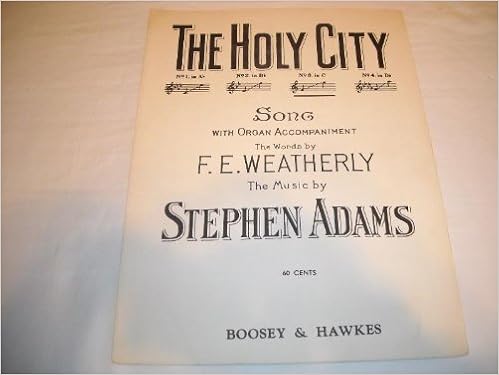 THE HOLY CITY
No 1. in A♭ No 2. in B♭ No 3. in C No 4. in D♭
SONG
WITH ORGAN ACCOMPANIMENT
The Words by
F. E. WEATHERLY
The Music by
STEPHEN ADAMS
60 CENTS
BOOSEY & HAWKES